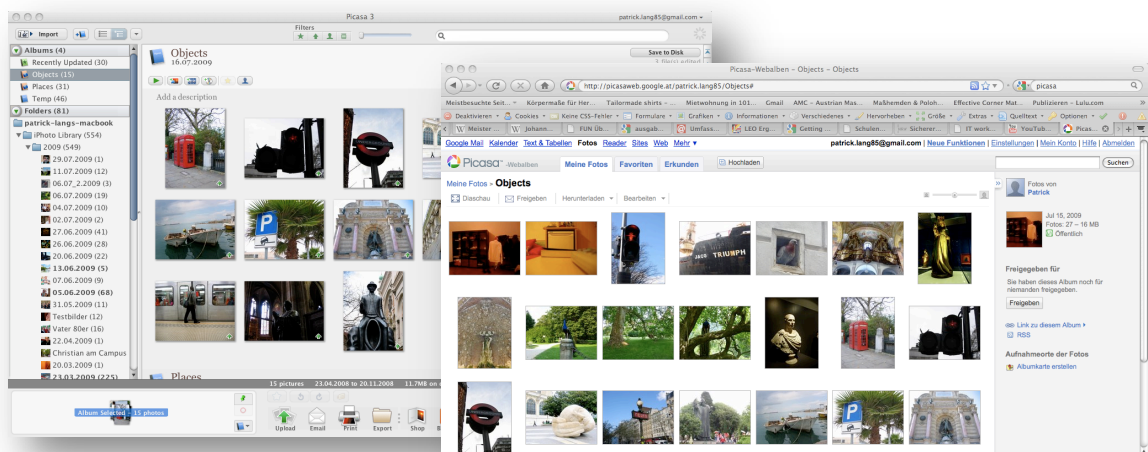 Picasa 3
patrick.lang85@gmail.com
Import
Filters
Albums (4)
Recently Updated (30)
Objects (15)
Places (31)
Temp (46)
Folders (81)
patrick-langs-macbook
iPhoto Library (554)
2009 (549)
29.07.2009 (1)
11.07.2009 (12)
06.07_2.2009 (3)
06.07.2009 (19)
04.07.2009 (10)
02.07.2009 (2)
27.06.2009 (41)
26.06.2009 (28)
20.06.2009 (22)
13.06.2009 (5)
07.06.2009 (9)
05.06.2009 (68)
31.05.2009 (11)
Testbilder (12)
Vater 80er (16)
22.04.2009 (1)
Christian am Campus
20.03.2009 (1)
23.03.2009 (225)
Objects
16.07.2009
Save to Disk
Add a description
Places
15 pictures 23.04.2008 to 20.11.2008 11.7MB on
Album Selected - 15 photos
Upload
Email
Print
Export
Shop
Picasa-Webalben - Objects - Objects
http://picasaweb.google.at/patrick.lang85/Objects#
picasa
Meistbesuchte Seit... Körpermaße für Her... Tailormade shirts - ... Mietwohnung in 101... Gmail AMC - Austrian Mas... Maßhemden & Poloh... Effective Corner Mat... Publizieren - Lulu.com
Deaktivieren Cookies Keine CSS-Fehler Formulare Grafiken Informationen Verschiedenes Hervorheben Größe Extras Quelltext Optionen
Meister ... Johann... FUN Üb... ausgab... Umfass... LEO Erg... Getting ... Schulen... Sicherer... IT work... YouTub... Picas...
Google Mail Kalender Text & Tabellen Fotos Reader Sites Web Mehr
patrick.lang85@gmail.com | Neue Funktionen | Einstellungen | Mein Konto | Hilfe | Abmelden
Picasa™ -Webalben
Meine Fotos
Favoriten
Erkunden
Hochladen
Suchen
Meine Fotos » Objects
Diaschau
Freigeben
Herunterladen
Bearbeiten
JAGD TRIUMPH
Fotos von
Patrick
Jul 15, 2009
Fotos: 27 – 16 MB
Öffentlich
Freigegeben für
Sie haben dieses Album noch für
niemanden freigegeben.
Freigeben
Link zu diesem Album
RSS
Aufnahmeorte der Fotos
Albumkarte erstellen